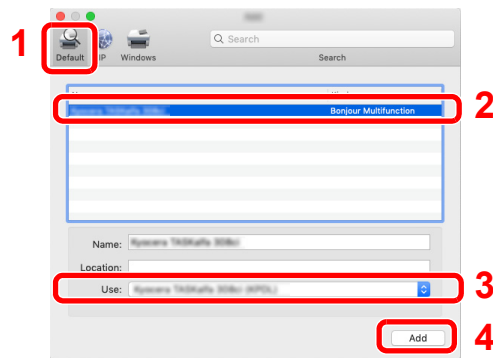 1
Search
Default
IP
Windows
Search
Bonjour Multifunction
2
Name:
Location:
Use:
3
Add
4